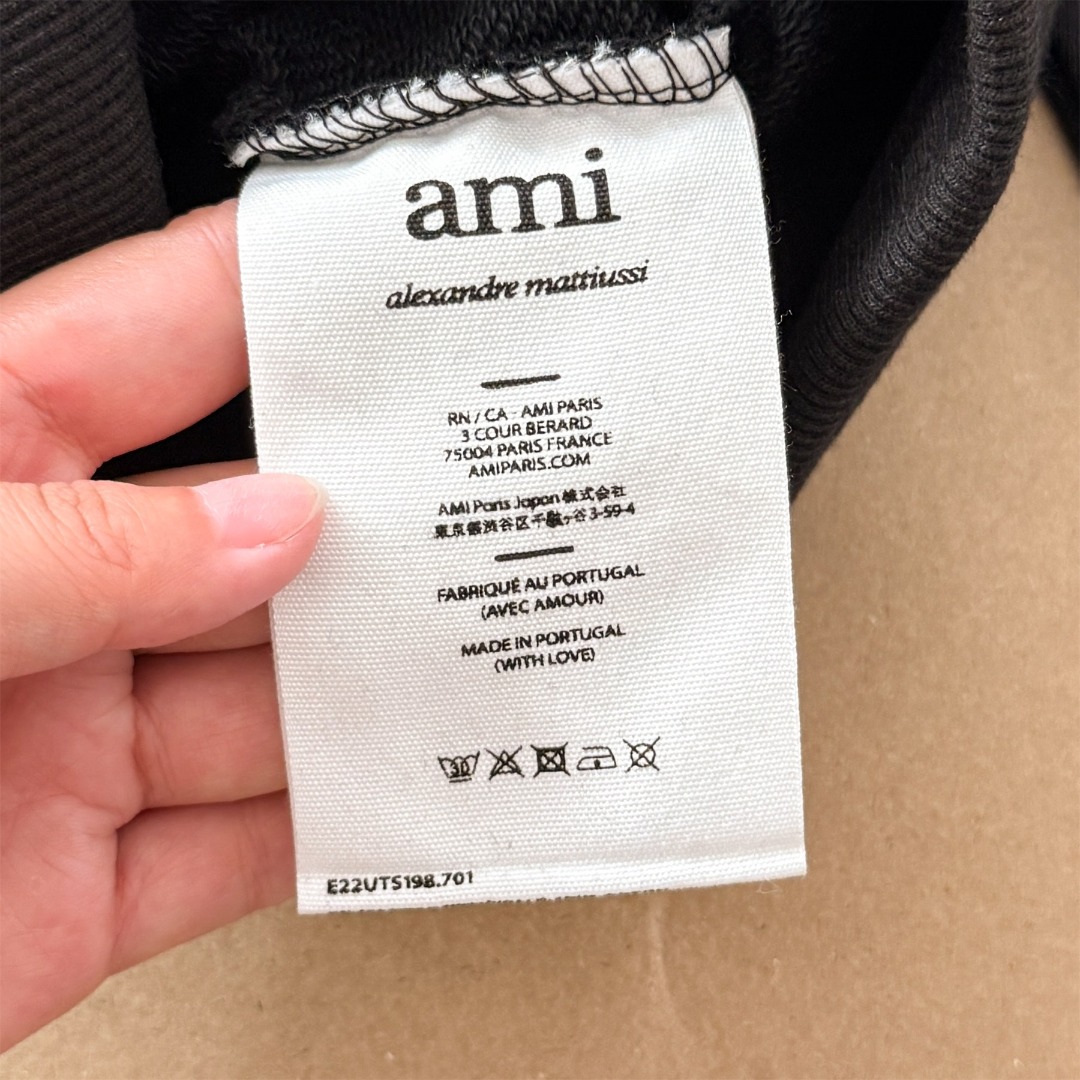 ami
alexandre mattiussi
RN / CA - AMI PARIS
3 COUR BERARD
75004 PARIS FRANCE
AMIPARIS.COM
AMI Paris Japan 株式会社
東京都渋谷区千駄ヶ谷 3-59-4
FABRIQUÉ AU PORTUGAL
(AVEC AMOUR)
MADE IN PORTUGAL
(WITH LOVE)
30
E22UTS198.701